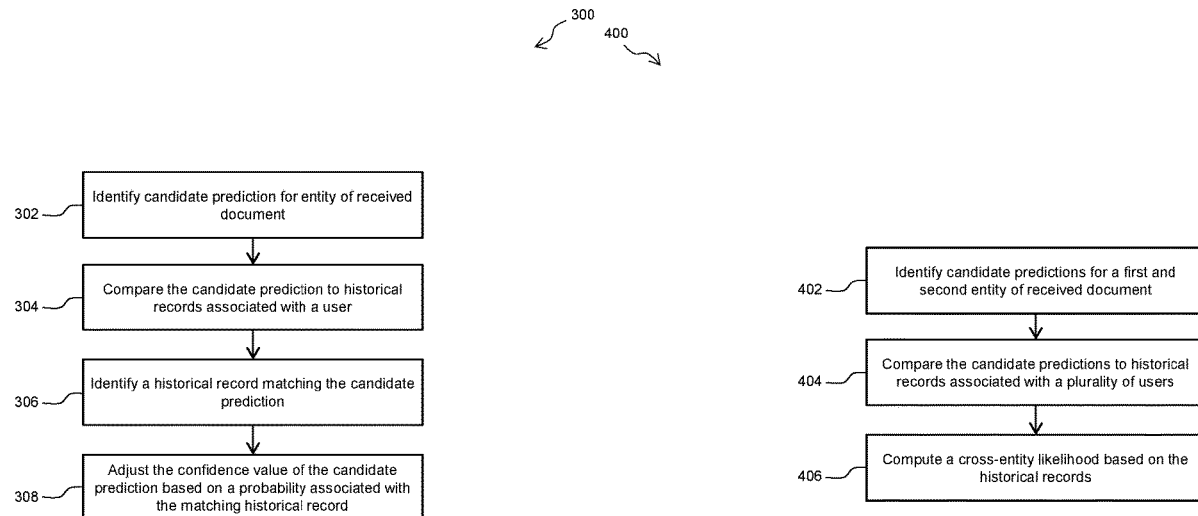 300
400
302
Identify candidate prediction for entity of received
document
304
Compare the candidate prediction to historical
records associated with a user
306
Identify a historical record matching the candidate
prediction
308
Adjust the confidence value of the candidate
prediction based on a probability associated with
the matching historical record
402
Identify candidate predictions for a first and
second entity of received document
404
Compare the candidate predictions to historical
records associated with a plurality of users
406
Compute a cross-entity likelihood based on the
historical records